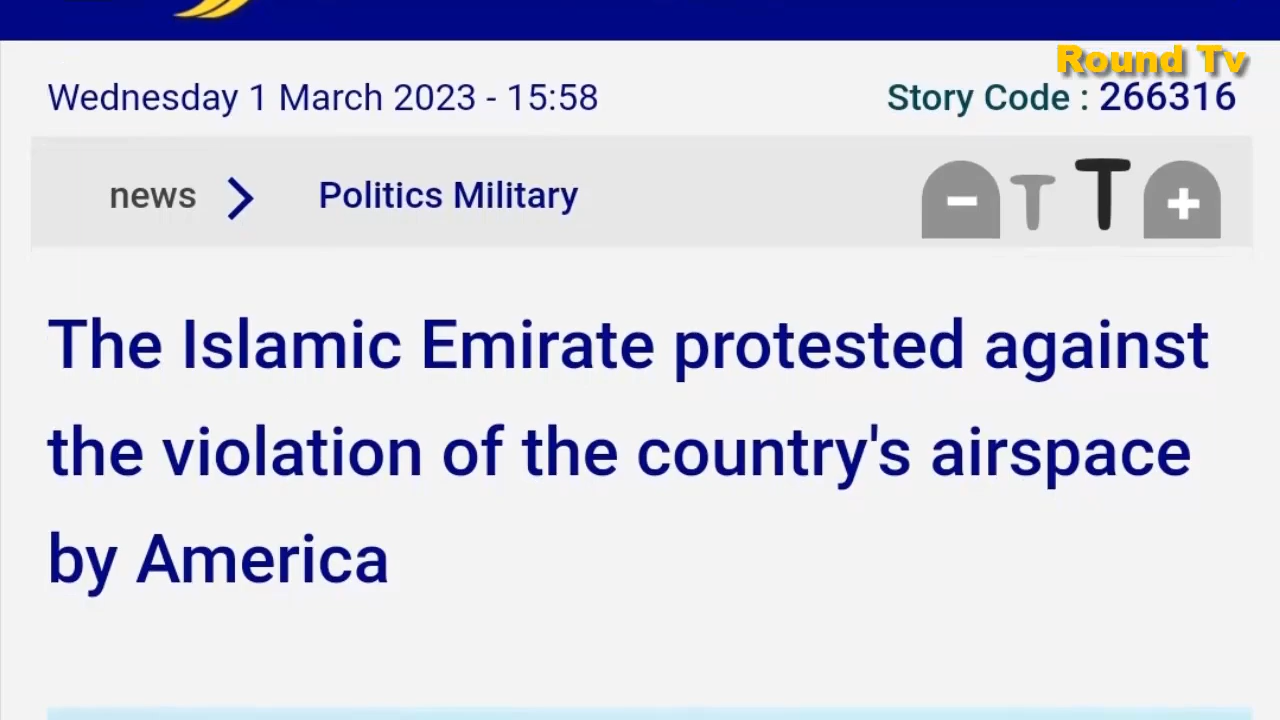 Round Tv
Wednesday 1 March 2023 - 15:58
Story Code : 266316
news
Politics Military
- T T +
The Islamic Emirate protested against
the violation of the country's airspace
by America